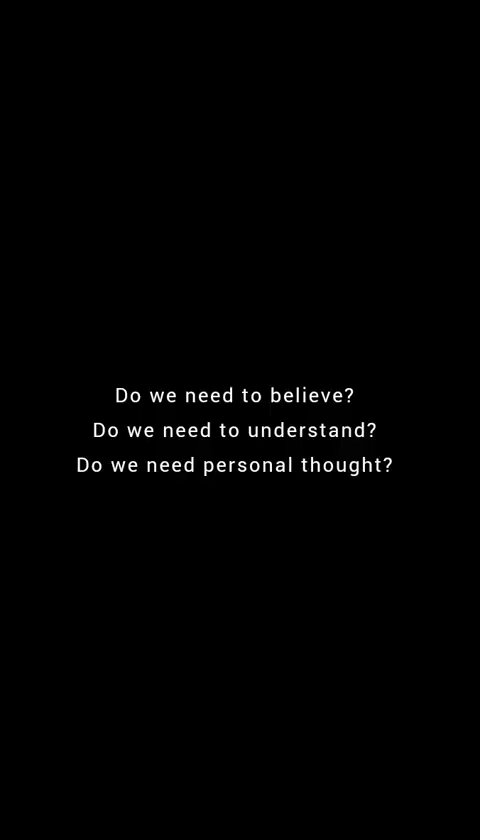 Do we need to believe?
Do we need to understand?
Do we need personal thought?